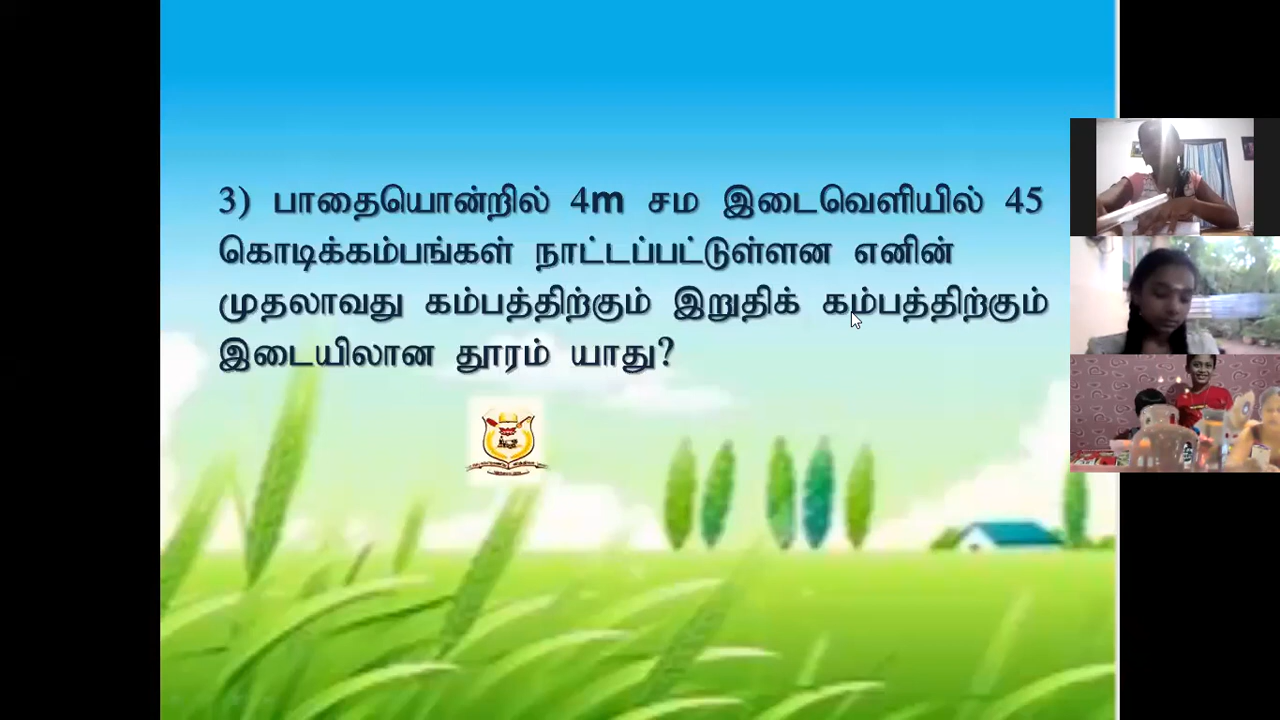 3) பாதையொன்றில் 4m சம இடைவெளியில் 45
கொடிக்கம்பங்கள் நாட்டப்பட்டுள்ளன எனின்
முதலாவது கம்பத்திற்கும் இறுதிக் கம்பத்திற்கும்
இடையிலான தூரம் யாது?